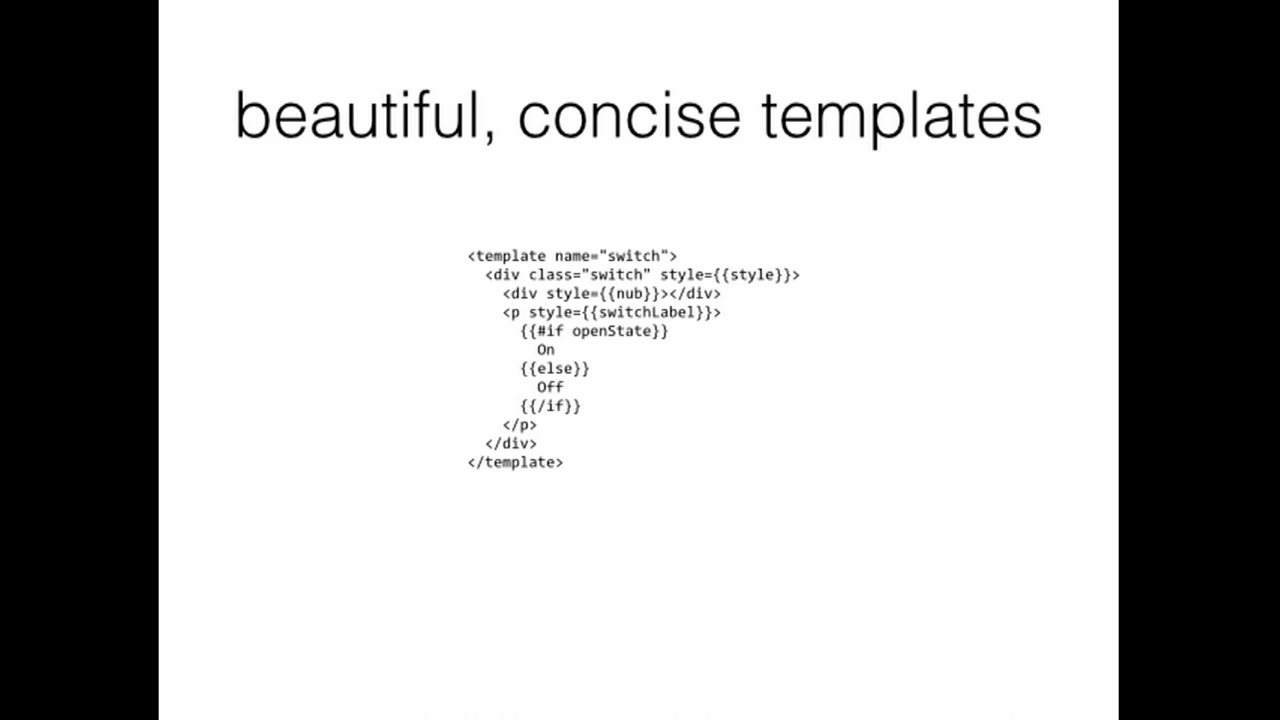 beautiful, concise templates
<template name="switch">
  <div class="switch" style={{style}}>
    <div style={{nub}}></div>
    <p style={{switchLabel}}>
      {{#if openState}}
        On
      {{else}}
        Off
      {{/if}}
    </p>
  </div>
</template>